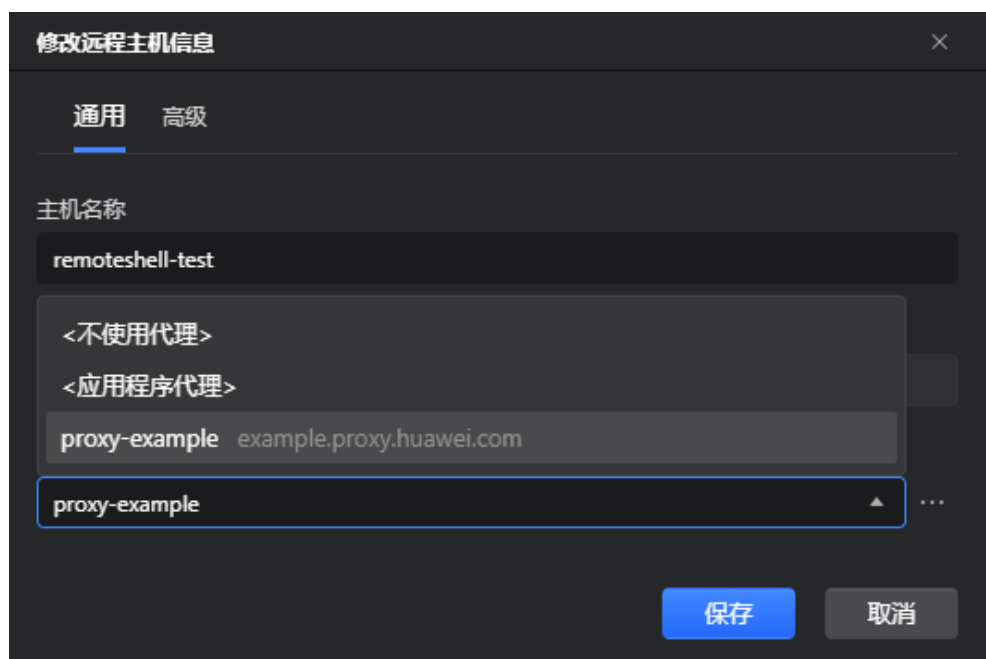 修改远程主机信息
通用 高级
主机名称
remoteshell-test
<不使用代理>
<应用程序代理>
proxy-example example.proxy.huawei.com
proxy-example
保存 取消